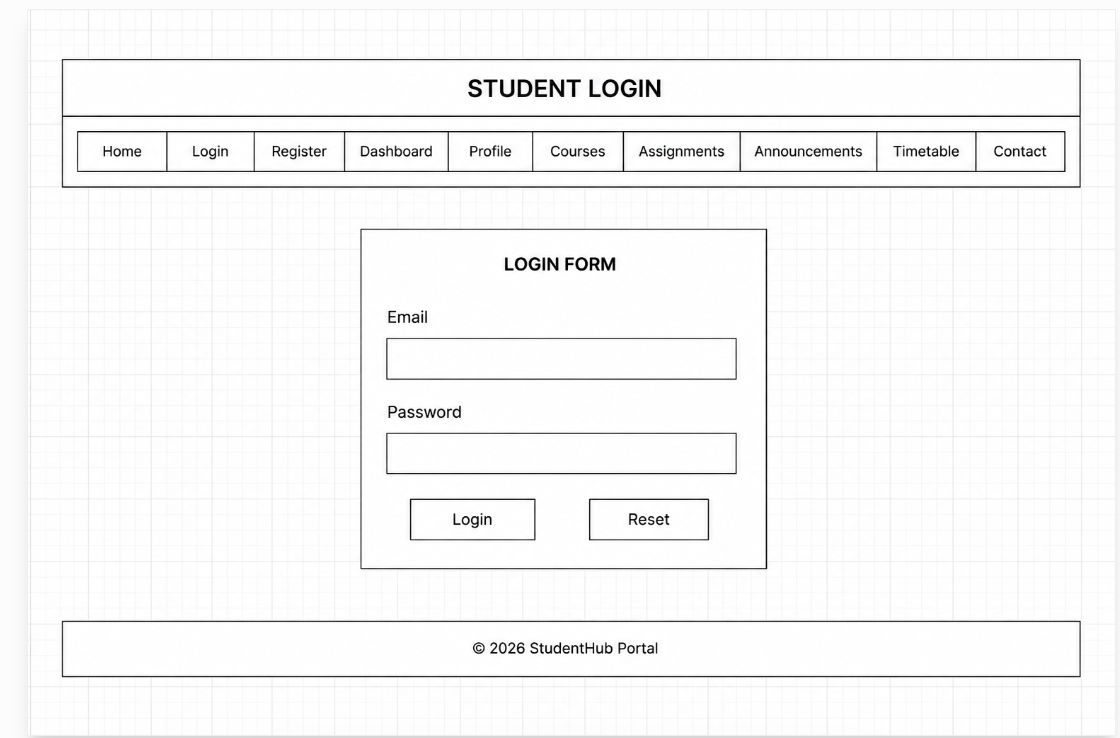 STUDENT LOGIN
Home Login Register Dashboard Profile Courses Assignments Announcements Timetable Contact
LOGIN FORM
Email
Password
Login Reset
© 2026 StudentHub Portal